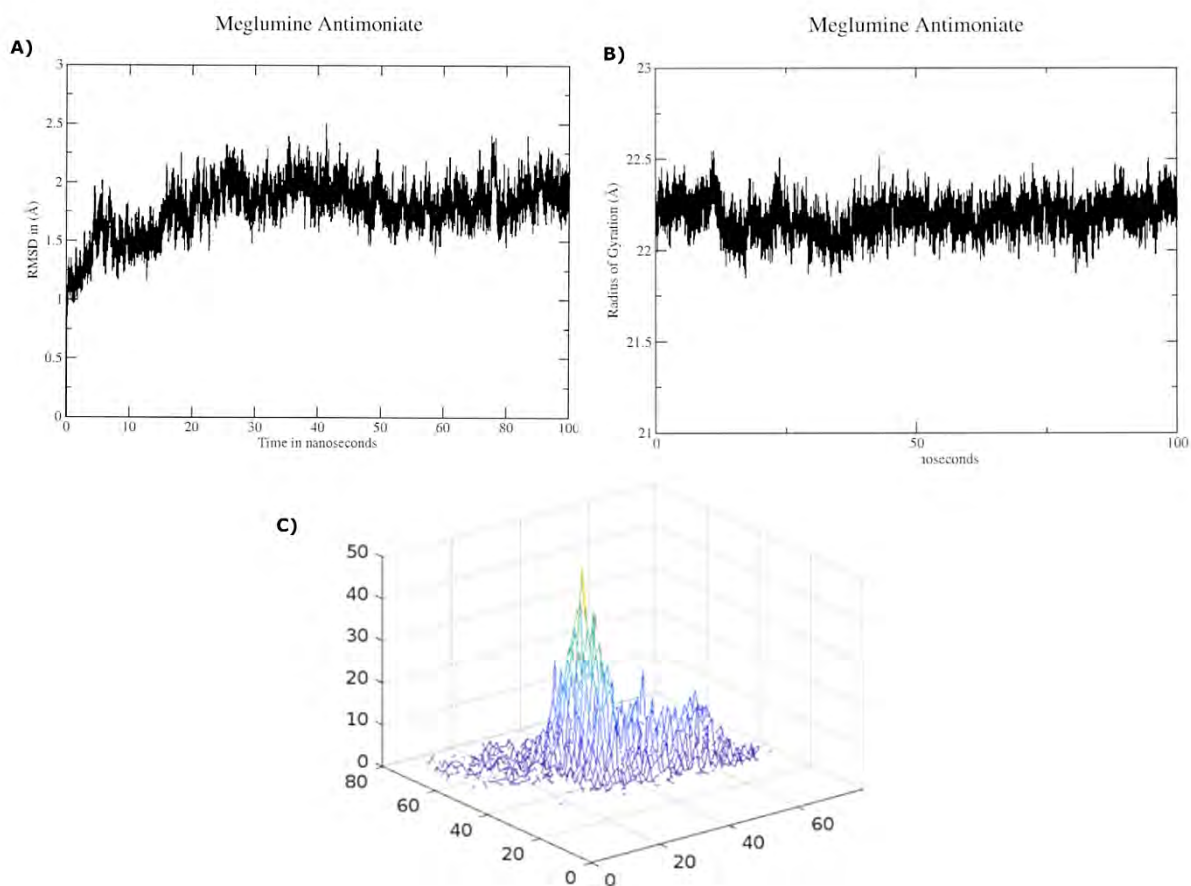 Meglumine Antimoniate
A)
3
2.5
2
1.5
1
0.5
0
RMSD in (Å)
0 10 20 30 40 50 60 70 80 90 100
Time in nanoseconds
Meglumine Antimoniate
B)
23
22.5
22
21.5
21
Radius of Gyration (Å)
0 50 100
noseconds
C)
50
40
30
20
10
0
80
60
40
20
0
0
20
40
60